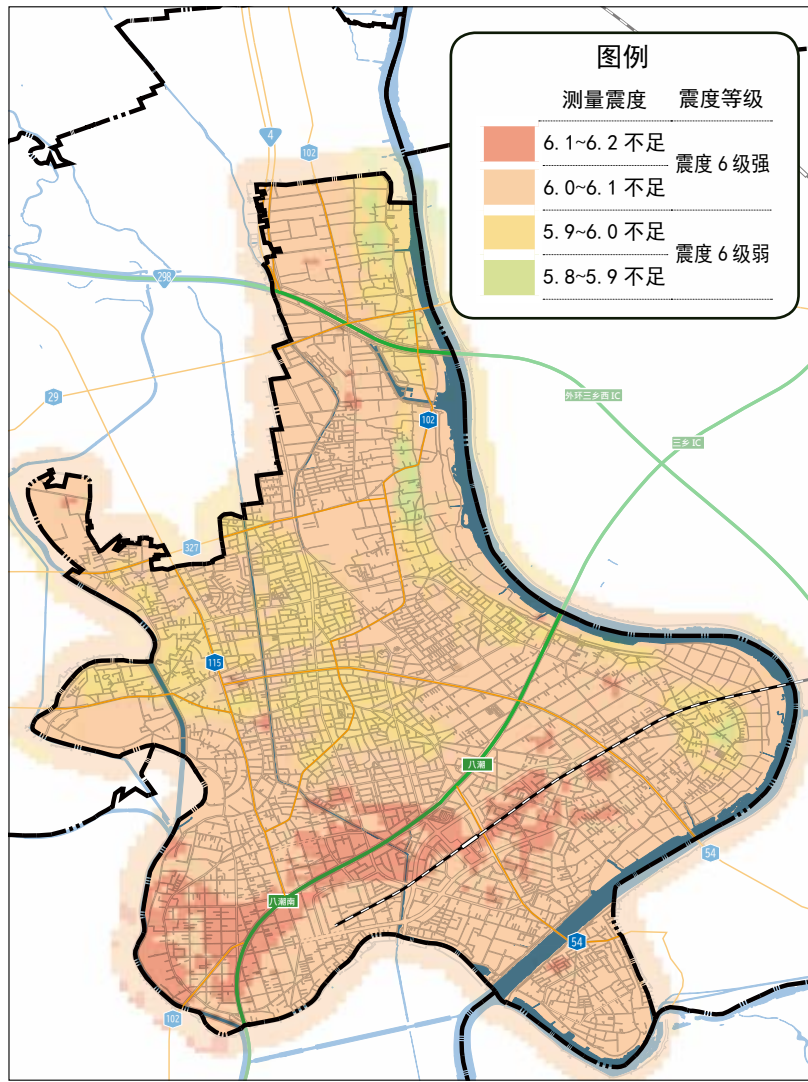 图例
测量震度 震度等级
6.1~6.2 不足
震度 6 级强
6.0~6.1 不足
5.9~6.0 不足
震度 6 级弱
5.8~5.9 不足
4
102
298
29
外环三乡西 IC
102
三乡 IC
327
115
八潮
54
八潮南
54
102